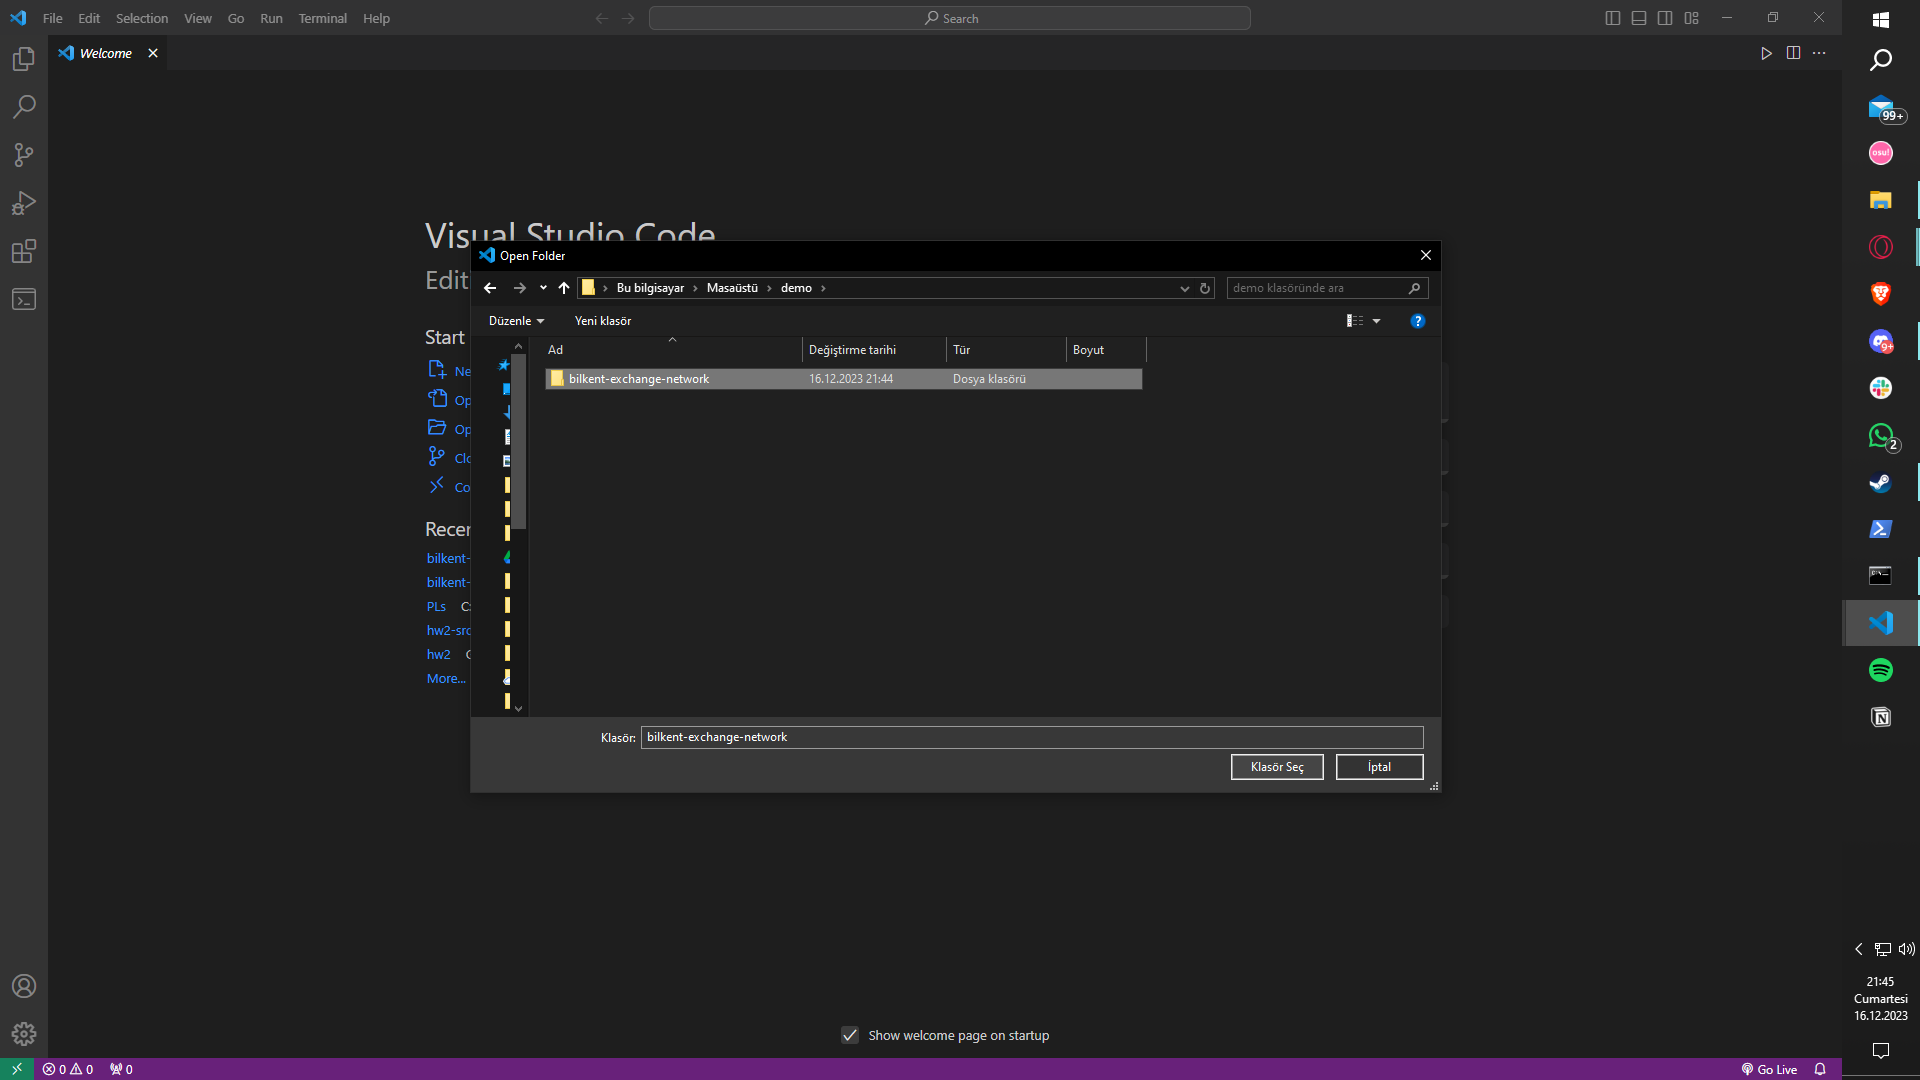 File Edit Selection View Go Run Terminal Help
Search
Welcome
99+
osul
Visual Studio Code
Open Folder
Edit
Bu bilgisayar Masaüstü demo
demo klasöründe ara
Düzenle Yeni klasör
?
Start
Ad Değiştirme tarihi Tür Boyut
9+
Ne
bilkent-exchange-network 16.12.2023 21:44 Dosya klasörü
Op
Op
2
Clo
Co
Recer
bilkent-
bilkent-
PLs C:
hw2-src
hw2
More...
Klasör: bilkent-exchange-network
Klasör Seç İptal
21:45
Cumartesi
16.12.2023
Show welcome page on startup
0 0 0
Go Live